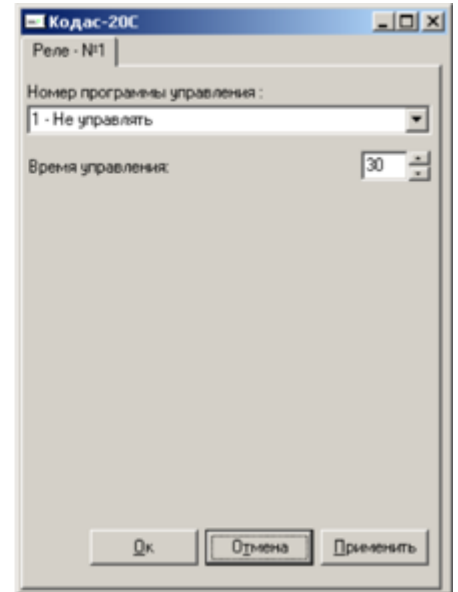 Кодас-20С
Реле - №1
Номер программы управления :
1 - Не управлять
Время управления: 30
Ок Отмена Применить